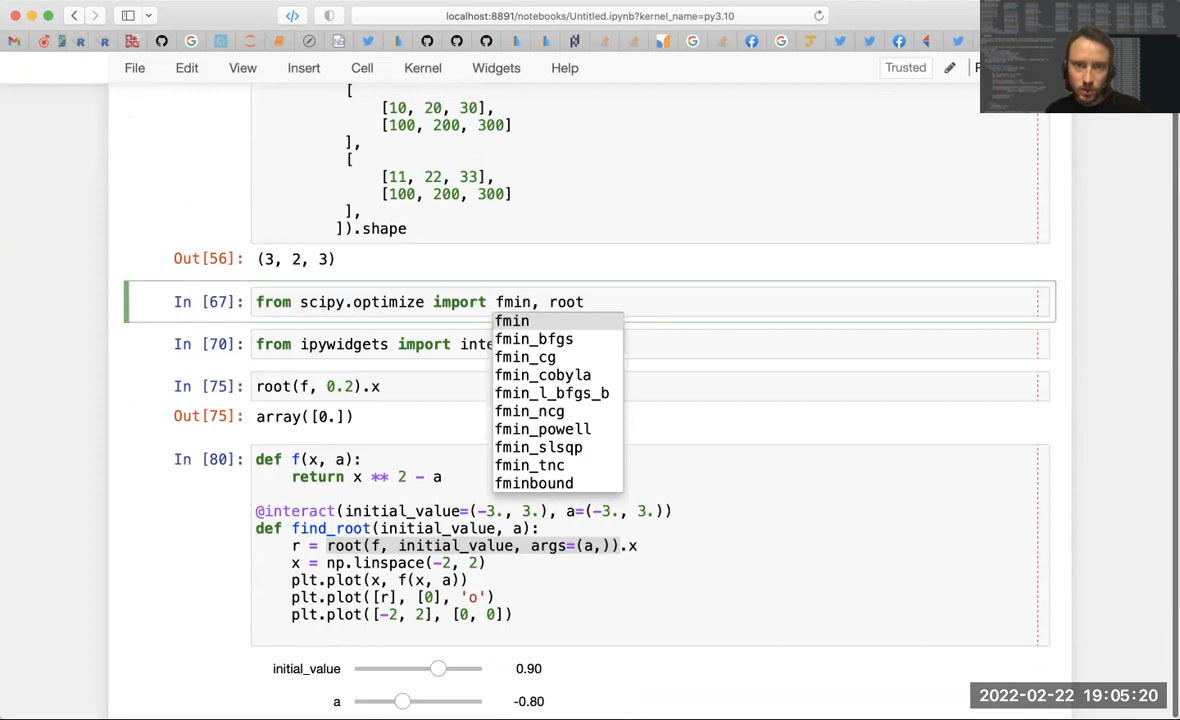 localhost:8891/notebooks/Untitled.ipynb?kernel_name=py3.10
File Edit View Insert Cell Kernel Widgets Help
Trusted
[
[10, 20, 30],
[100, 200, 300]
],
[
[11, 22, 33],
[100, 200, 300]
],
]).shape
Out[56]: (3, 2, 3)
In [67]: from scipy.optimize import fmin, root
fmin
fmin_bfgs
fmin_cg
fmin_cobyla
fmin_l_bfgs_b
fmin_ncg
fmin_powell
fmin_slsqp
fmin_tnc
fminbound
In [70]: from ipywidgets import inte
In [75]: root(f, 0.2).x
Out[75]: array([0.])
In [80]: def f(x, a):
return x ** 2 - a
@interact(initial_value=(-3., 3.), a=(-3., 3.))
def find_root(initial_value, a):
r = root(f, initial_value, args=(a,)).x
x = np.linspace(-2, 2)
plt.plot(x, f(x, a))
plt.plot([r], [0], 'o')
plt.plot([-2, 2], [0, 0])
initial_value 0.90
a -0.80
2022-02-22 19:05:20